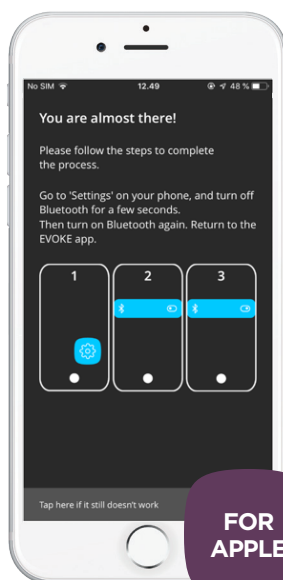 No SIM 12.49 48 %
You are almost there!
Please follow the steps to complete
the process.
Go to 'Settings' on your phone, and turn off
Bluetooth for a few seconds.
Then turn on Bluetooth again. Return to the
EVOKE app.
1 2 3
Tap here if it still doesn't work
FOR
APPLE